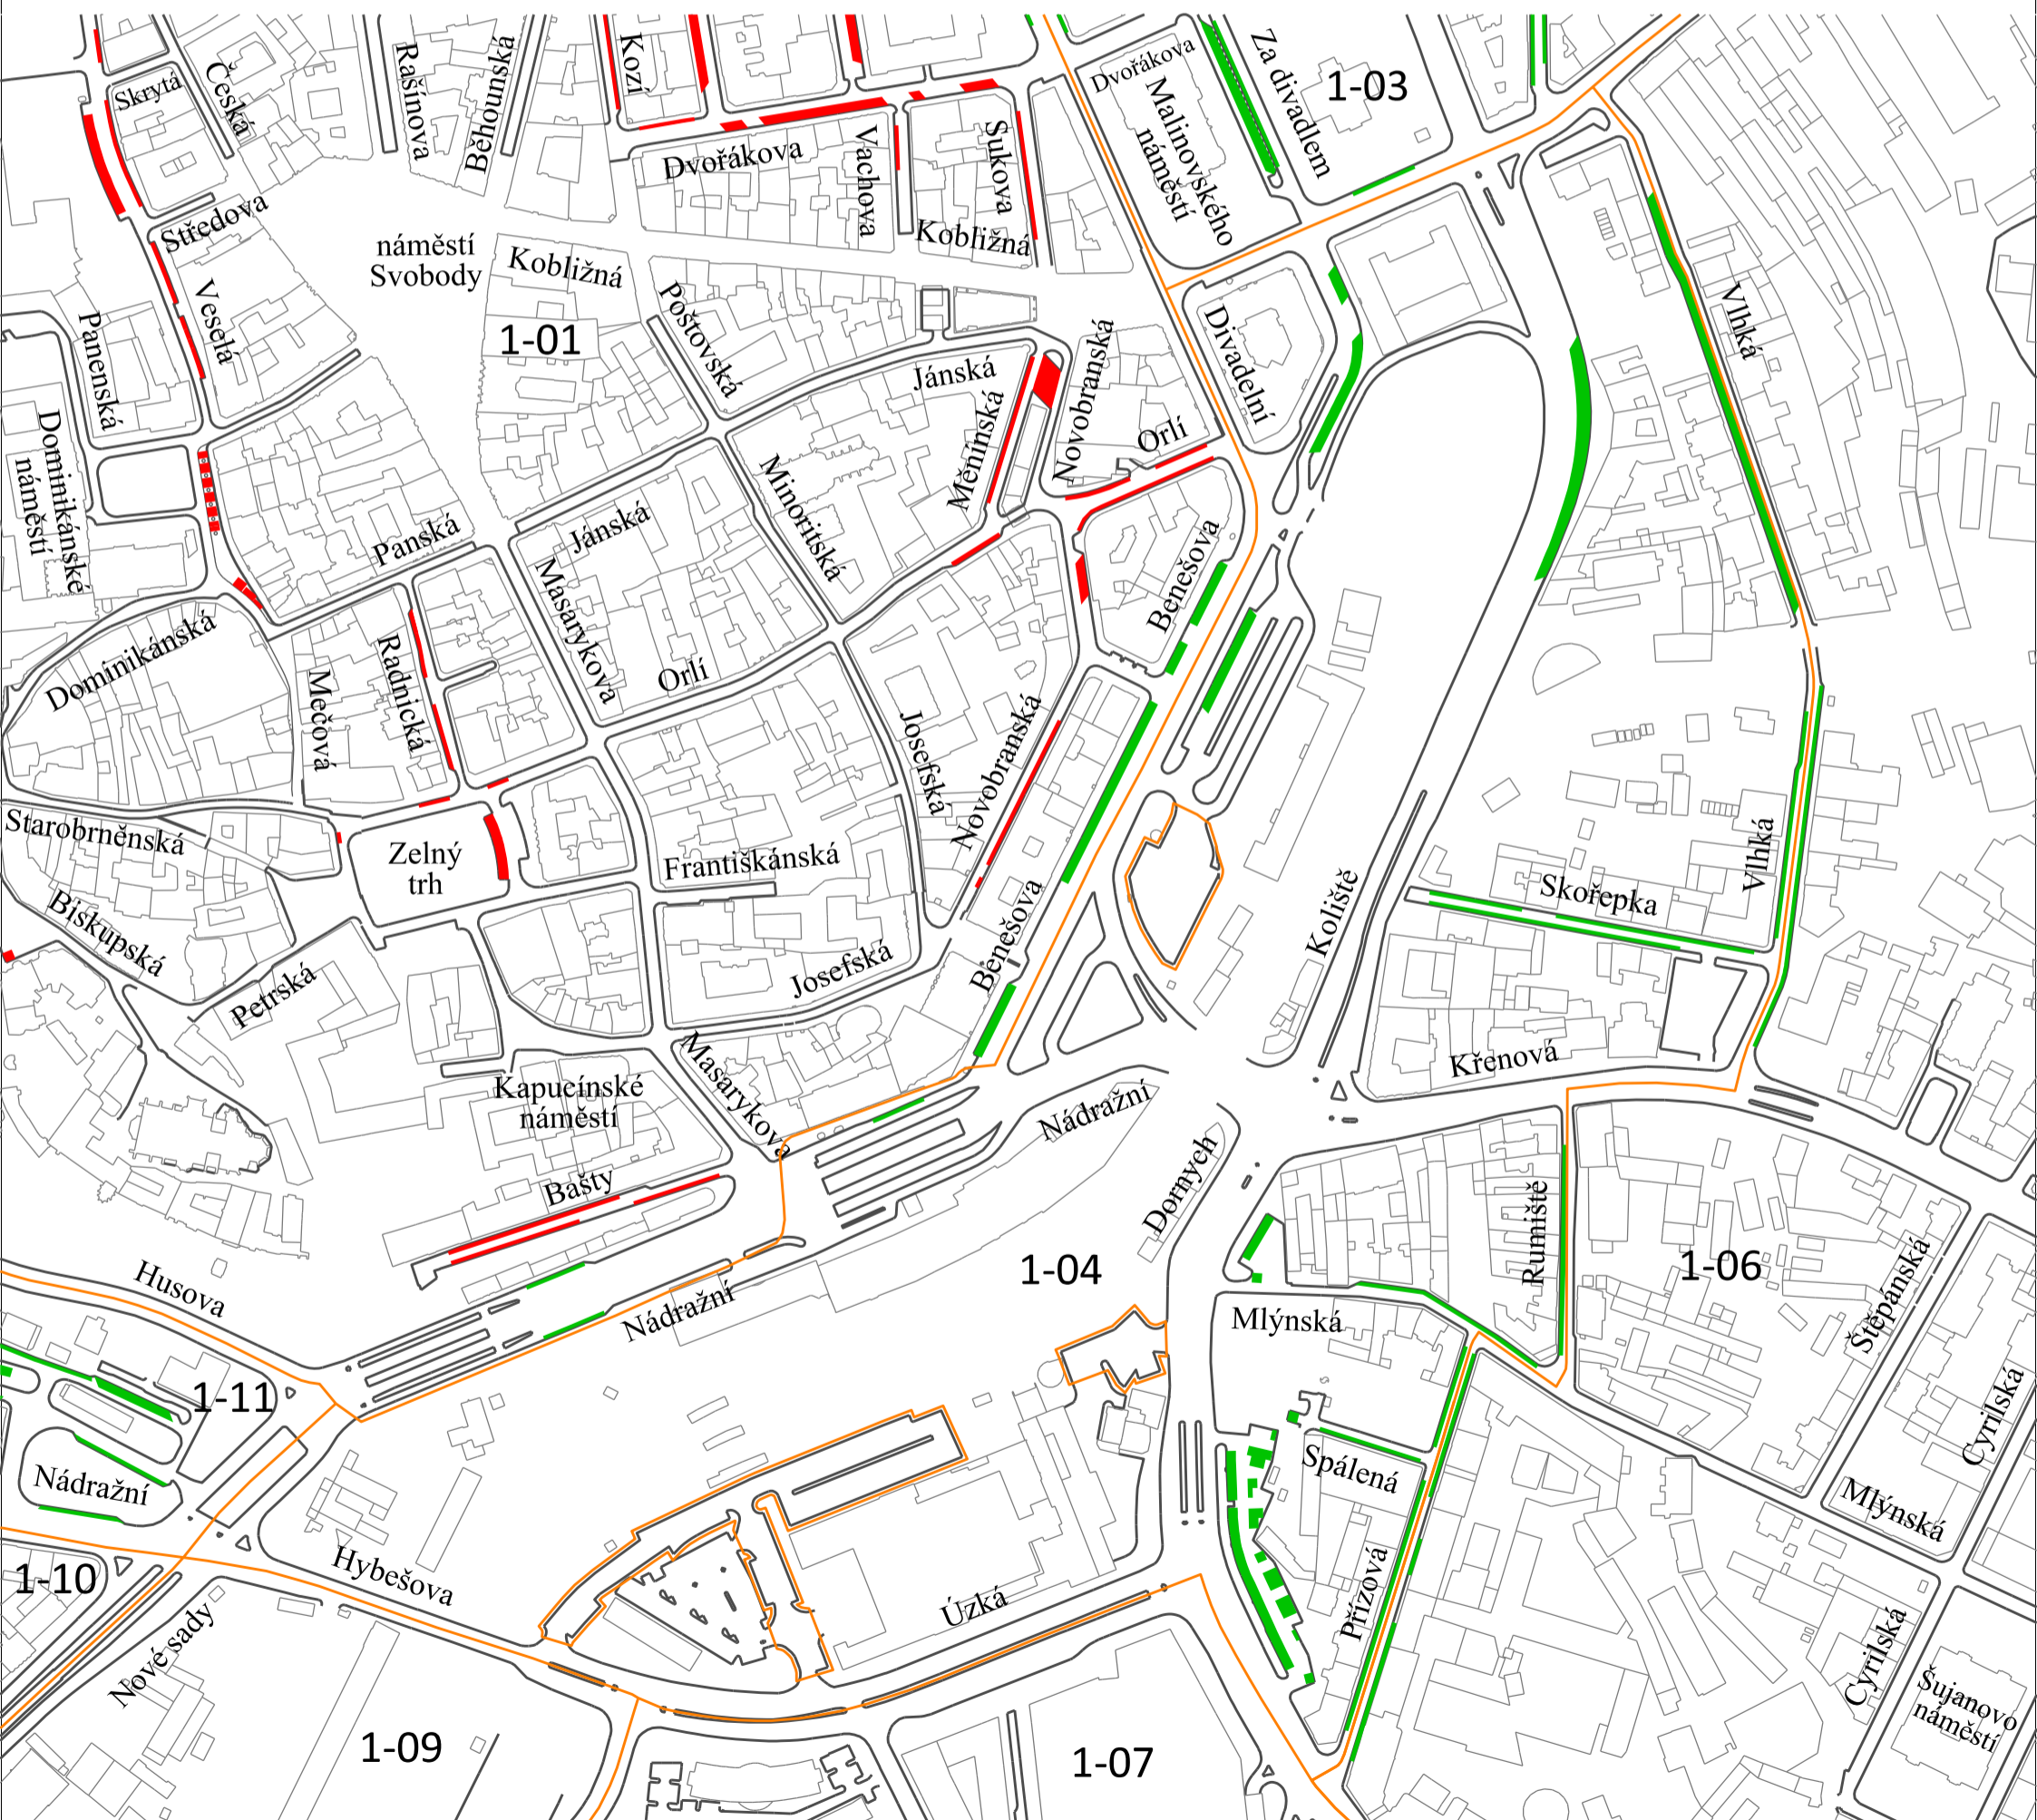 Skrytá
Česká
Rašínova
Běhounská
Kozí
Dvořákova
Vachova
Sukova
Kobližná
Dvořákova
Malinovského
náměstí
Za divadlem
1-03
Středova
náměstí
Svobody
Kobližná
1-01
Poštovská
Veselá
Panenská
Dominikánské
náměstí
Jánská
Měnínská
Novobranská
Orlí
Divadelní
Vlhká
Panská
Jánská
Minoritská
Masarykova
Benešova
Dominikánská
Mečová
Radnická
Orlí
Josefská
Novobranská
Starobrněnská
Zelný
trh
Františkánská
Biskupská
Petrská
Josefská
Benešova
Koliště
Skořepka
Vlhká
Křenová
Kapucínské
náměstí
Masarykova
Nádražní
Dornych
Bašty
Husova
Nádražní
1-04
Mlýnská
Rumiště
1-06
Štěpánská
Cyrilská
1-11
Nádražní
Spálená
Mlýnská
1-10
Hybešova
Úzká
Přízová
Nové sady
Cyrilská
Šujanovo
náměstí
1-09
1-07